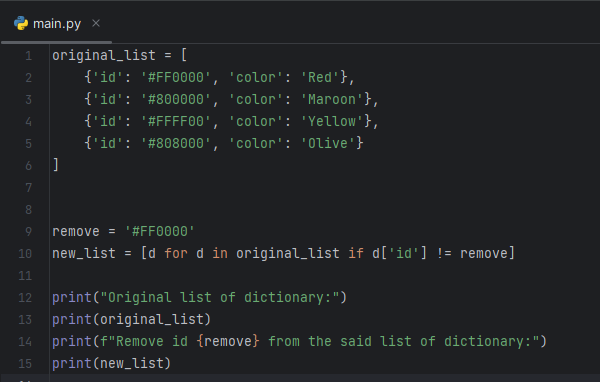 main.py
1 original_list = [
2     {'id': '#FF0000', 'color': 'Red'},
3     {'id': '#800000', 'color': 'Maroon'},
4     {'id': '#FFFF00', 'color': 'Yellow'},
5     {'id': '#808000', 'color': 'Olive'}
6 ]
7
8
9 remove = '#FF0000'
10 new_list = [d for d in original_list if d['id'] != remove]
11
12 print("Original list of dictionary:")
13 print(original_list)
14 print(f"Remove id {remove} from the said list of dictionary:")
15 print(new_list)